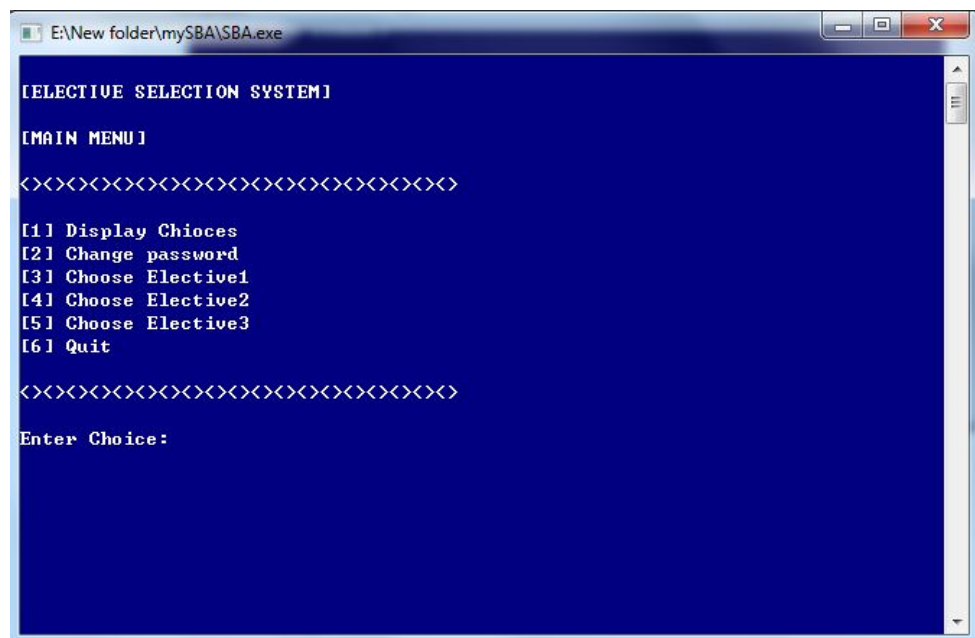 E:\New folder\mySBA\SBA.exe
[ELECTIVE SELECTION SYSTEM]
[MAIN MENU]
<><><><><><><><><><><><><><><><><><><>
[1] Display Chioces
[2] Change password
[3] Choose Elective1
[4] Choose Elective2
[5] Choose Elective3
[6] Quit
<><><><><><><><><><><><><><><><><><><>
Enter Choice: